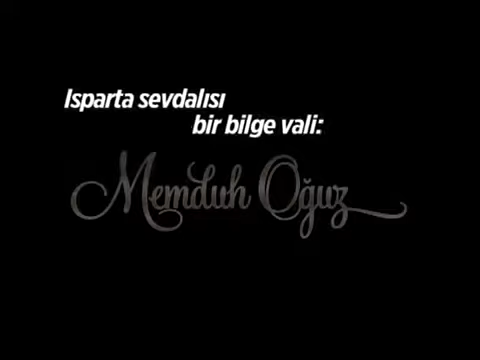 Isparta sevdalısı
bir bilge vali:
Memduh Oğuz